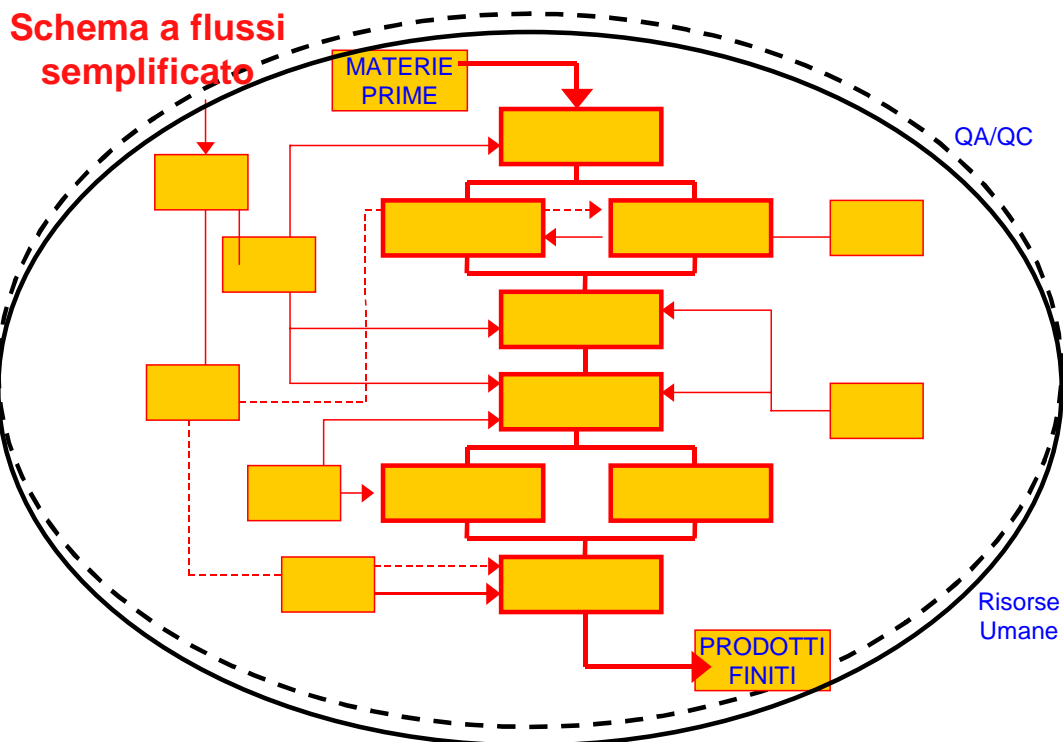 Schema a flussi
semplificato
MATERIE
PRIME
QA/QC
Risorse
Umane
PRODOTTI
FINITI